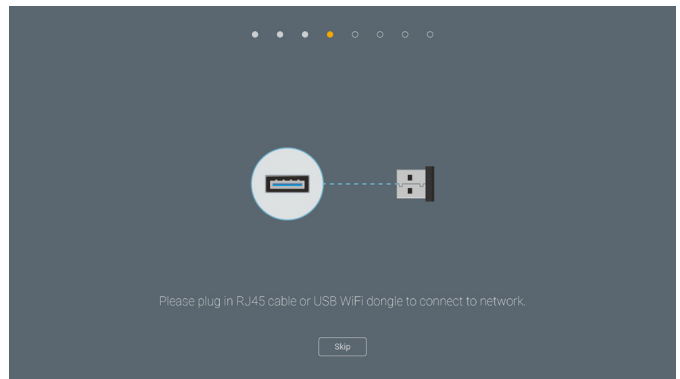 Please plug in RJ45 cable or USB WiFi dongle to connect to network.
Skip